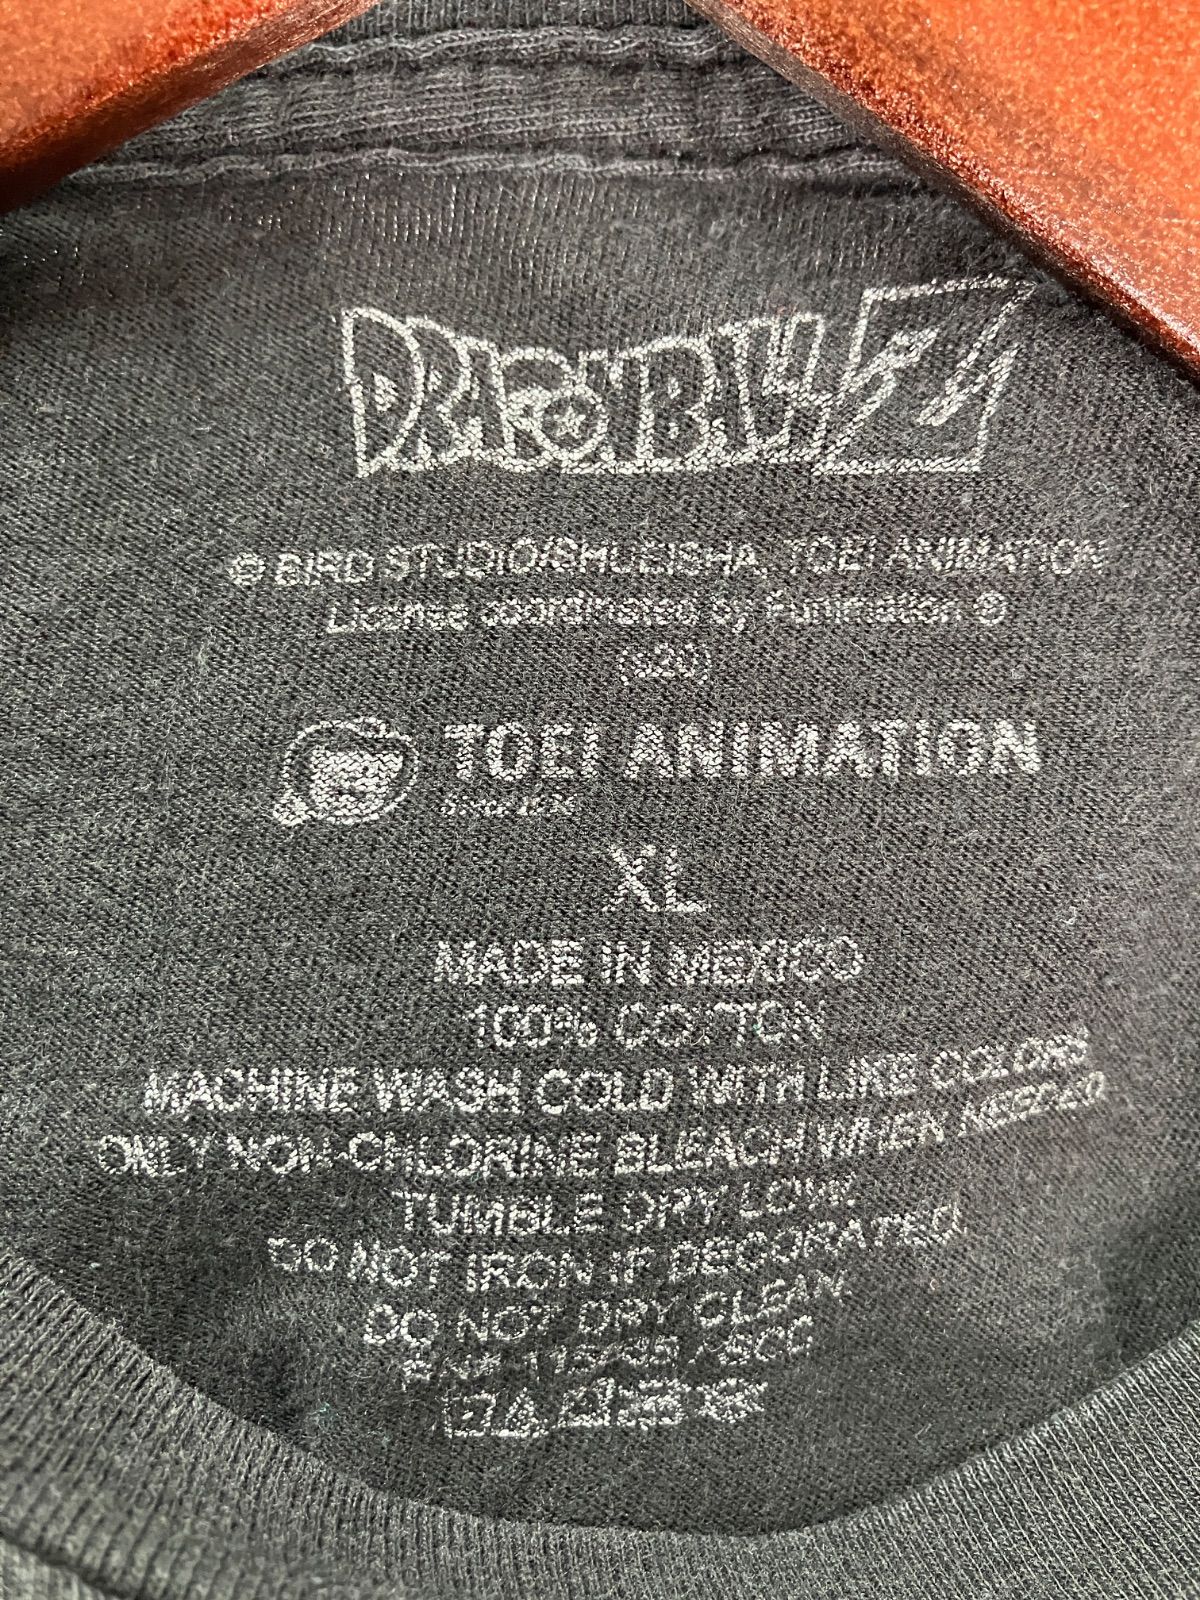 DRAGON BALL Z
© BIRD STUDIO/SHUEISHA, TOEI ANIMATION
License coordinated by Funimation ®
(s20)
TOEI ANIMATION
XL
MADE IN MEXICO
100% COTTON
MACHINE WASH COLD WITH LIKE COLORS
ONLY NON-CHLORINE BLEACH WHEN NEEDED
TUMBLE DRY LOW
DO NOT IRON IF DECORATED
DO NOT DRY CLEAN